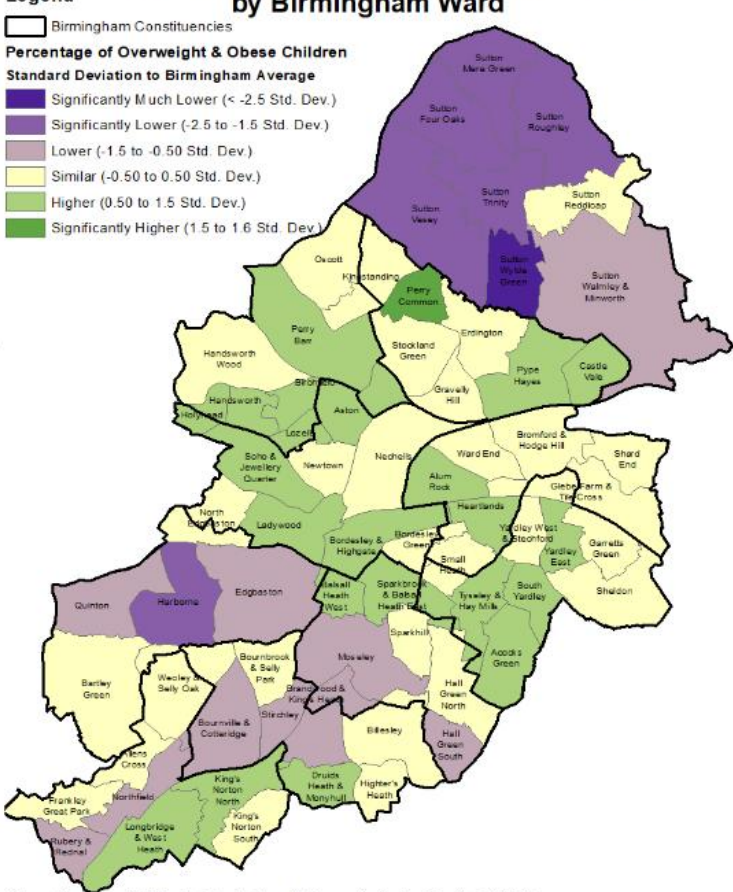 by Birmingham Ward
Birmingham Constituencies
Percentage of Overweight & Obese Children
Standard Deviation to Birmingham Average
Significantly Much Lower (< -2.5 Std. Dev.)
Significantly Lower (-2.5 to -1.5 Std. Dev.)
Lower (-1.5 to -0.50 Std. Dev.)
Similar (-0.50 to 0.50 Std. Dev.)
Higher (0.50 to 1.5 Std. Dev.)
Significantly Higher (1.5 to 1.6 Std. Dev.)
Sutton
Mere Green
Sutton
Four Oaks
Sutton
Roughley
Sutton
Trinity
Sutton
Reddicap
Sutton
Vesey
Sutton
Wylde
Green
Sutton
Walmley &
Minworth
Oscott
Kingstanding
Perry
Common
Perry
Barr
Erdington
Stockland
Green
Handsworth
Wood
Pype
Hayes
Castle
Vale
Birchfield
Gravelly
Hill
Handsworth
Holyhead
Aston
Lozells
Nechells
Bromford &
Hodge Hill
Ward End
Shard
End
Soho &
Jewellery
Quarter
Newtown
Alum
Rock
Glebe Farm &
Tile Cross
Heartlands
North
Edgbaston
Ladywood
Bordesley &
Highgate
Bordesley
Green
Yardley West
& Stechford
Small
Heath
Yardley
East
Garretts
Green
Sheldon
Quinton
Harborne
Edgbaston
Balsall
Heath
West
Sparkbrook
& Balsall
Heath East
Tyseley &
Hay Mills
South
Yardley
Acocks
Green
Sparkhill
Moseley
Bournbrook
& Selly
Park
Weoley &
Selly Oak
Bartley
Green
Brandwood &
King's Heath
Hall
Green
North
Stirchley
Bournville &
Cotteridge
Billesley
Hall
Green
South
Allens
Cross
Druids
Heath &
Monyhull
Highter's
Heath
King's
Norton
North
Frankley
Great Park
Northfield
King's
Norton
South
Longbridge
& West
Heath
Rubery &
Rednal